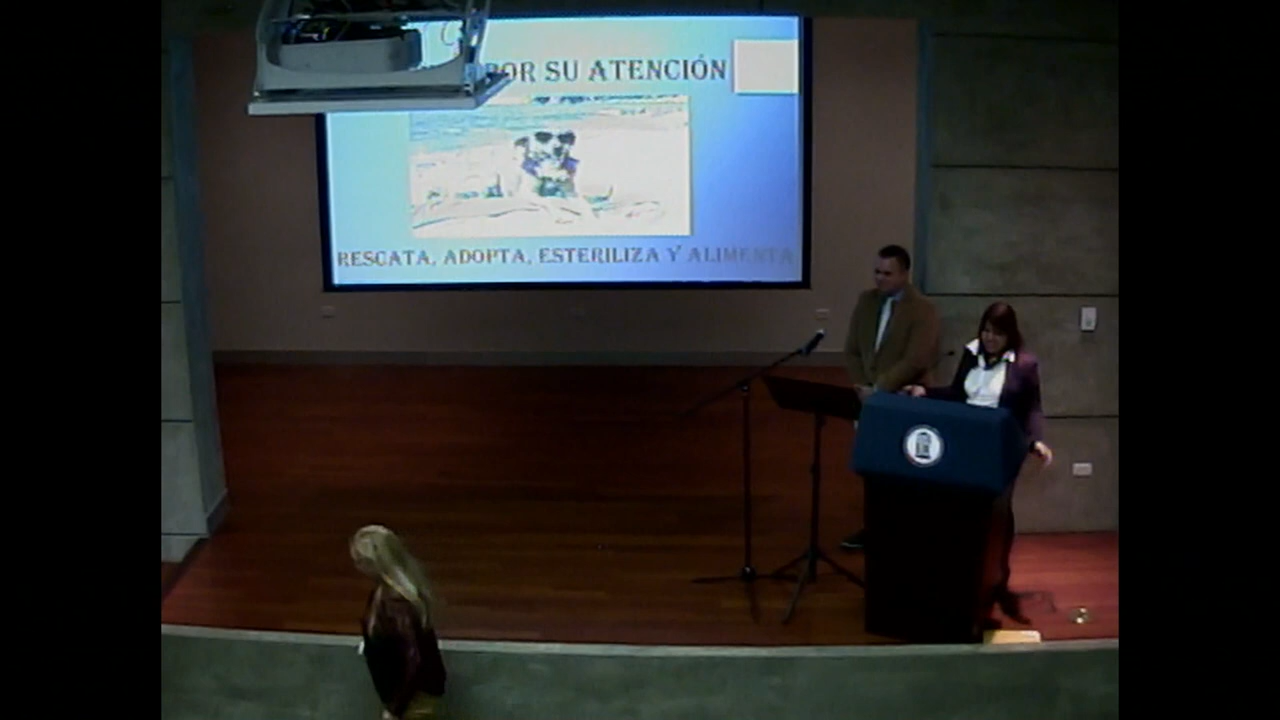 POR SU ATENCIÓN
RESCATA, ADOPTA, ESTERILIZA Y ALIMENTA